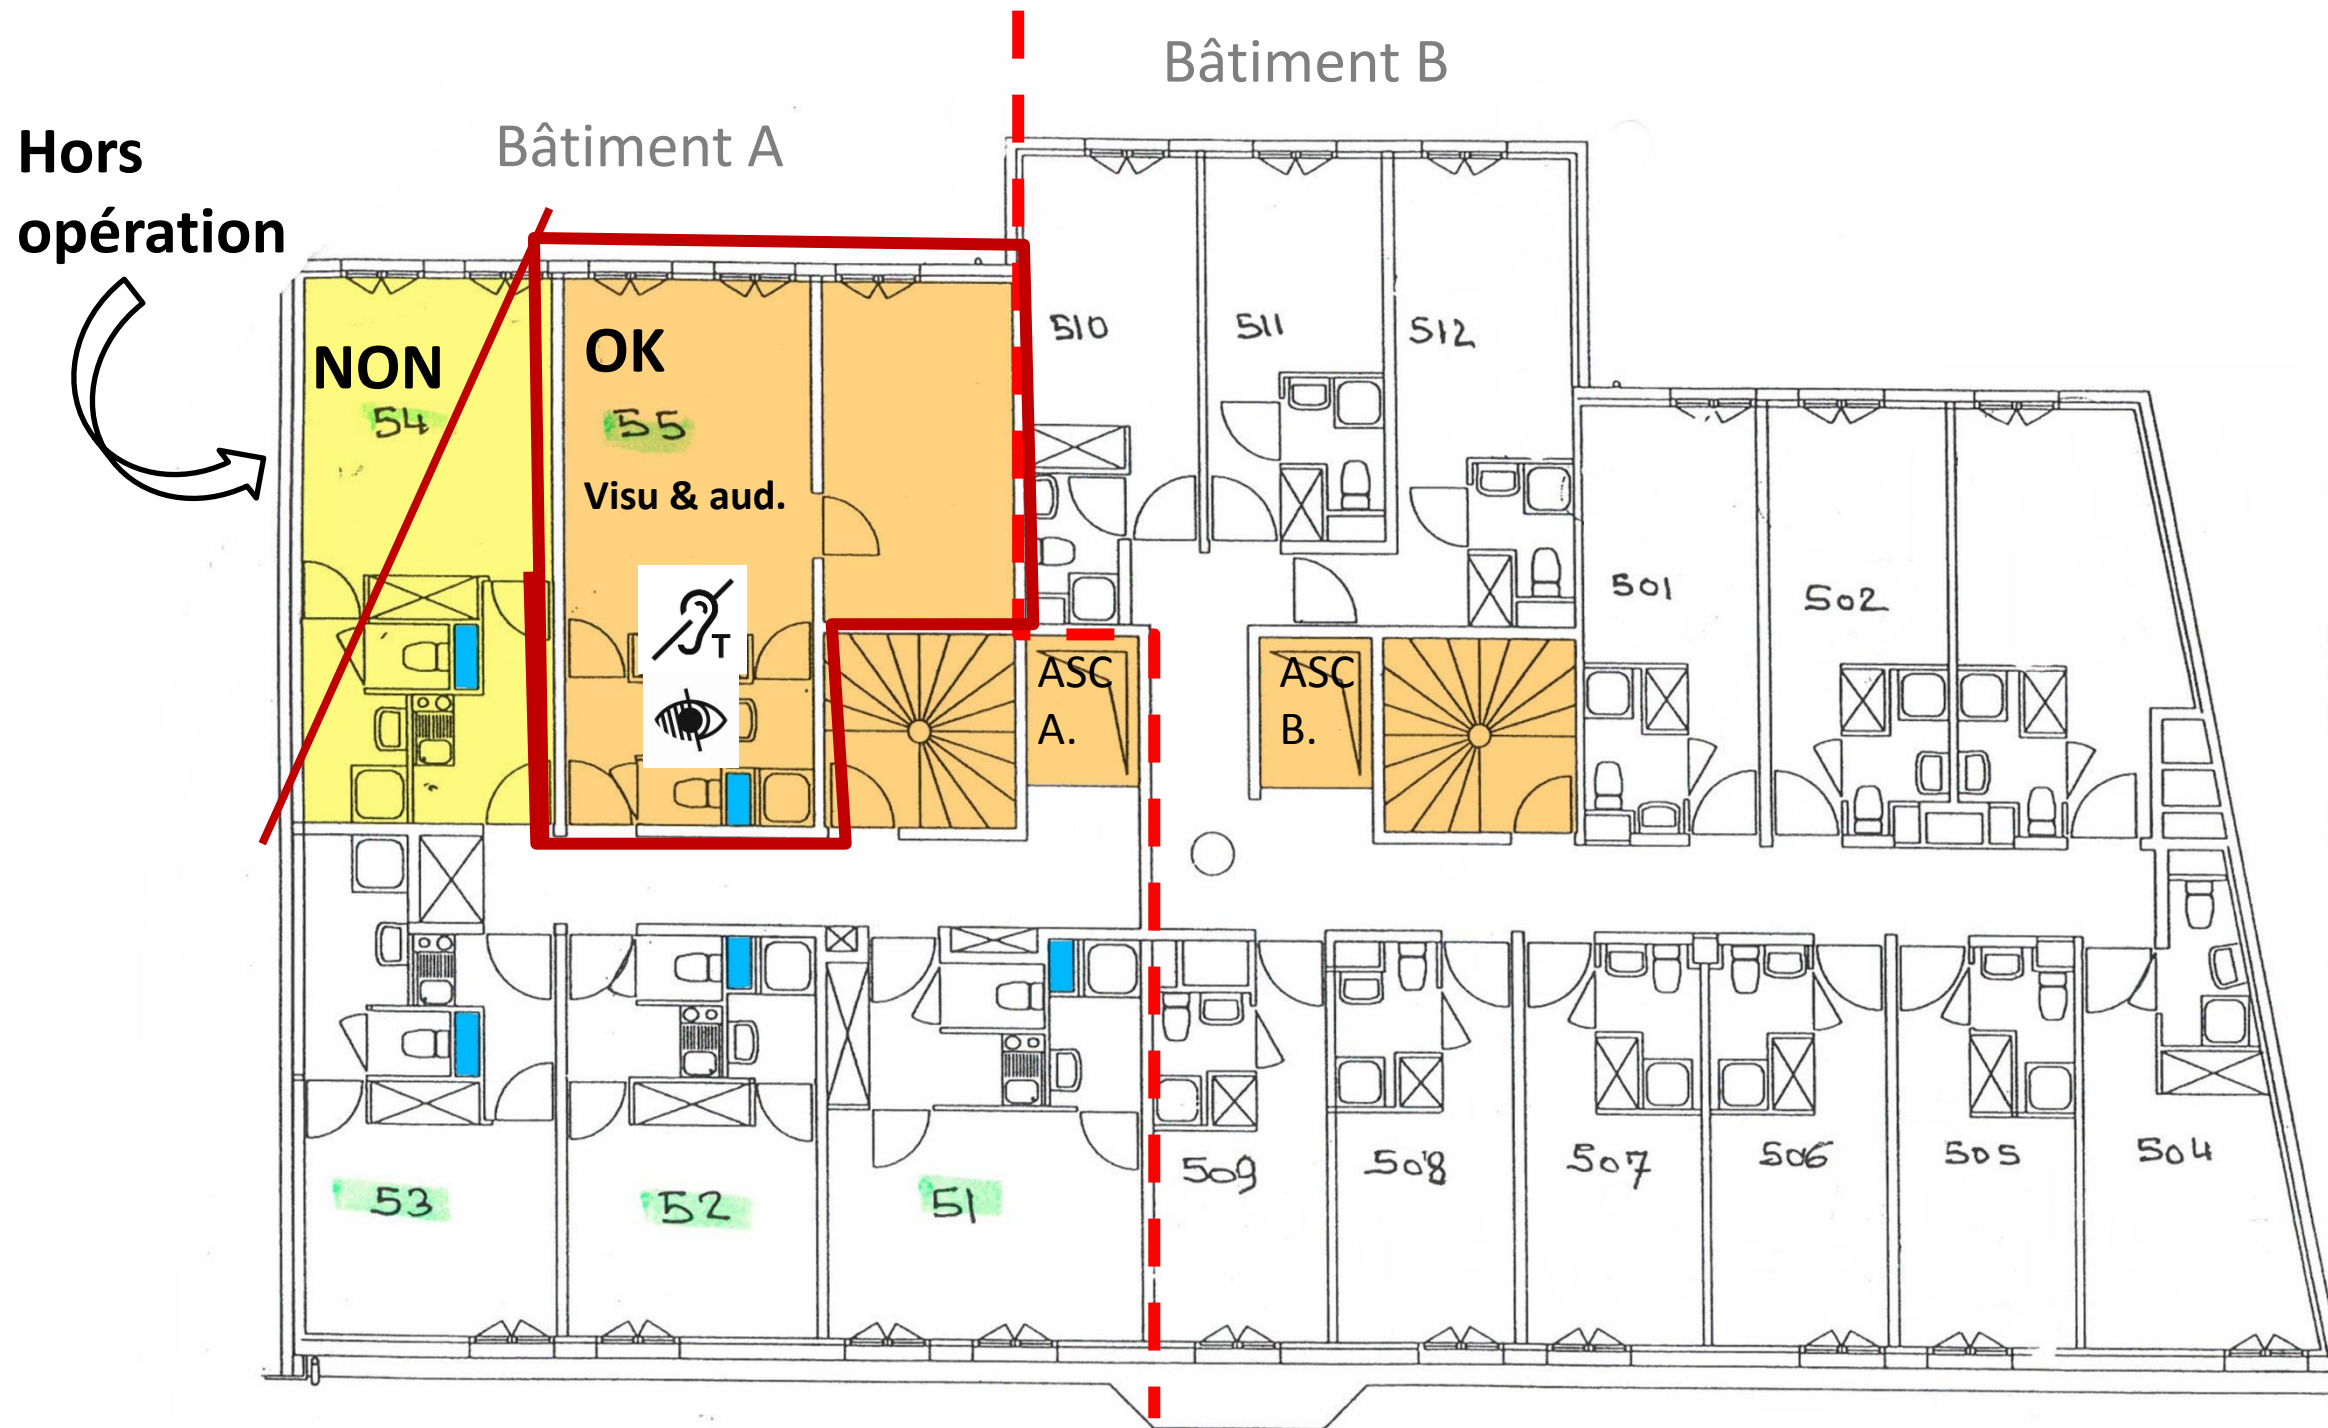 Bâtiment B
Bâtiment A
Hors
opération
NON
54
OK
55
Visu & aud.
T
510
511
512
501
502
ASC
A.
ASC
B.
53
52
51
509
508
507
506
505
504